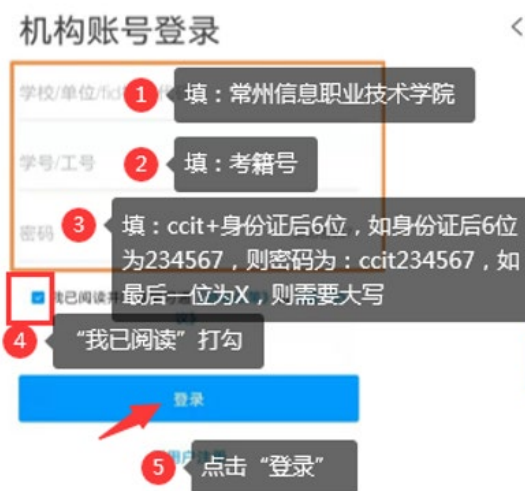 机构账号登录
学校/单位/fid
1
填：常州信息职业技术学院
学号/工号
2
填：考籍号
密码
3
填：ccit+身份证后6位，如身份证后6位
为234567，则密码为：ccit234567，如
最后一位为X，则需要大写
我已阅读并
4
“我已阅读”打勾
登录
5
点击“登录”